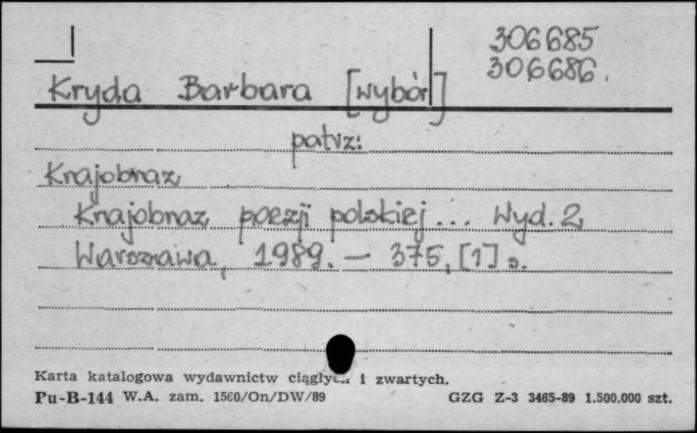 306685
306686.
Kryda Barbara [wybór]
patrz:
Krajobraz
Krajobraz poezji polskiej... Wyd. 2
Warszawa, 1989. — 375, [1] s.
Karta katalogowa wydawnictw ciągłych i zwartych.
Pu-B-144 W.A. zam. 1560/On/DW/89 GZG Z-3 3465-89 1.500.000 szt.